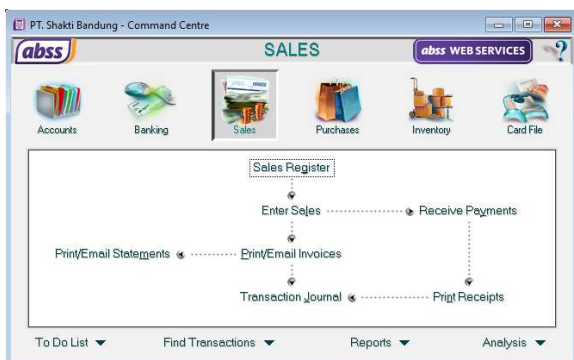 PT. Shakti Bandung - Command Centre
abss SALES abss WEB SERVICES ?
Accounts Banking Sales Purchases Inventory Card File
Sales Register
Enter Sales Receive Payments
Print/Email Statements Print/Email Invoices
Transaction Journal Print Receipts
To Do List Find Transactions Reports Analysis